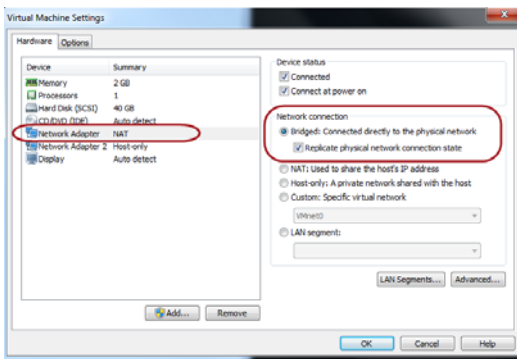 Virtual Machine Settings
Hardware Options
Device Summary
Memory 2 GB
Processors 1
Hard Disk (SCSI) 40 GB
CD/DVD (IDE) Auto detect
Network Adapter NAT
Network Adapter 2 Host-only
Display Auto detect
Add... Remove
Device status
Connected
Connect at power on
Network connection
Bridged: Connected directly to the physical network
Replicate physical network connection state
NAT: Used to share the host's IP address
Host-only: A private network shared with the host
Custom: Specific virtual network
VMnet0
LAN segment:
LAN Segments... Advanced...
OK Cancel Help